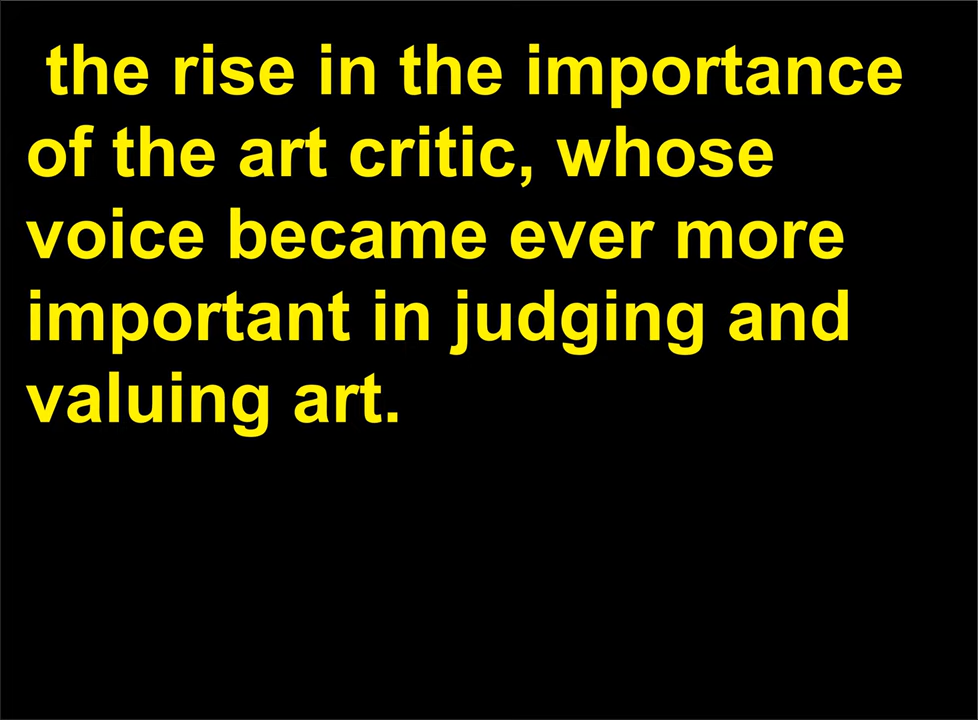 the rise in the importance
of the art critic, whose
voice became ever more
important in judging and
valuing art.